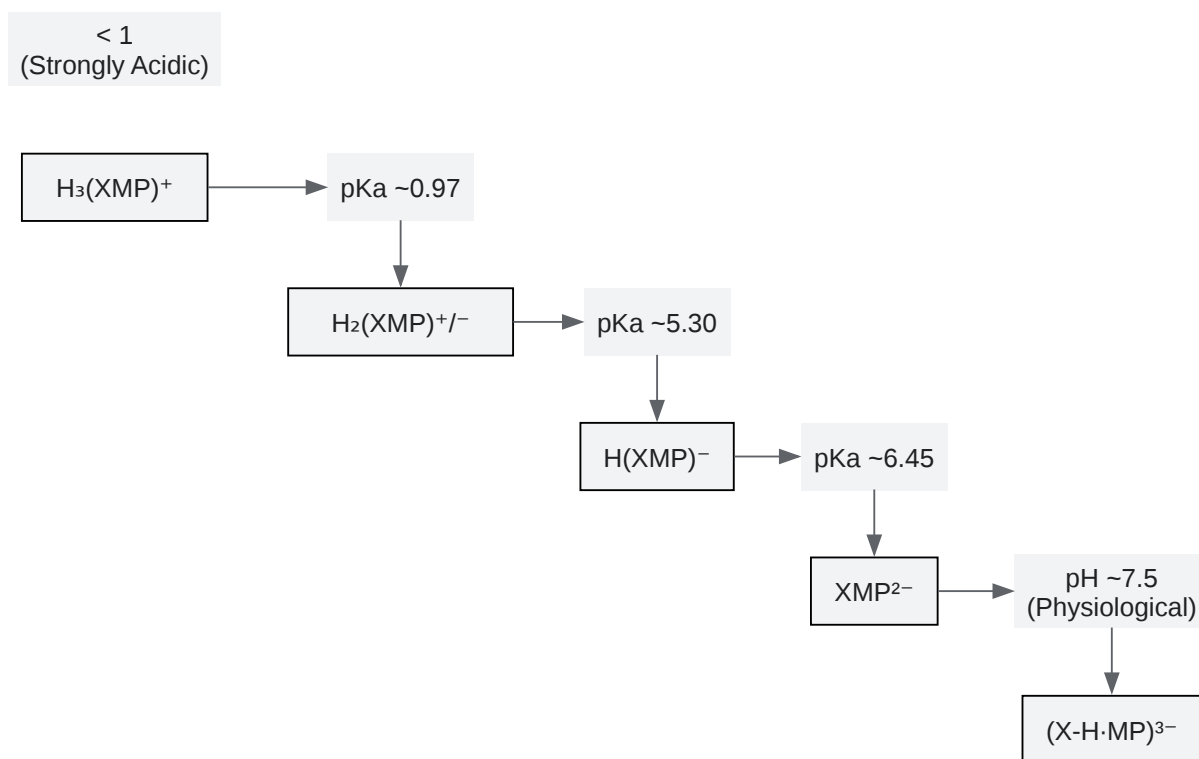 < 1
(Strongly Acidic)
H₃(XMP)⁺
pKa ~0.97
H₂(XMP)⁺/⁻
pKa ~5.30
H(XMP)⁻
pKa ~6.45
XMP²⁻
pH ~7.5
(Physiological)
(X-H·MP)³⁻